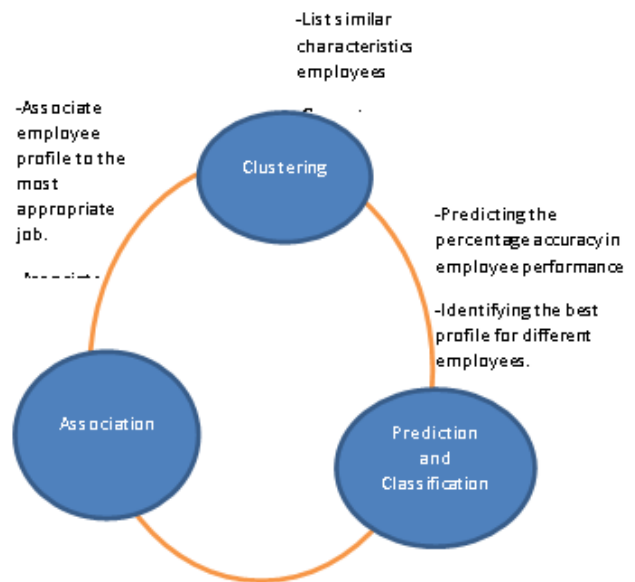 -List similar
characteristics
employees
Clustering
-Associate
employee
profile to the
most
appropriate
job.
-Predicting the
percentage accuracy in
employee performance
-Identifying the best
profile for different
employees.
Association
Prediction
and
Classification